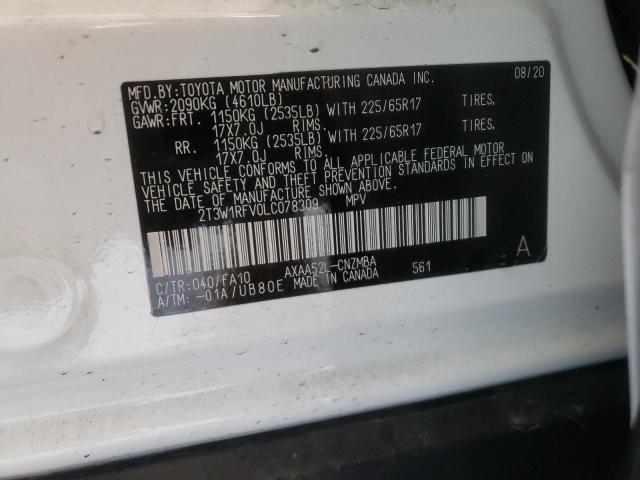 MFD.BY:TOYOTA MOTOR MANUFACTURING CANADA INC. 08/20
GVWR:2090KG (4610LB)
GAWR:FRT. 1150KG (2535LB) WITH 225/65R17 TIRES,
17X7.0J RIMS.
RR. 1150KG (2535LB) WITH 225/65R17 TIRES,
17X7.0J RIMS.
THIS VEHICLE CONFORMS TO ALL APPLICABLE FEDERAL MOTOR
VEHICLE SAFETY AND THEFT PREVENTION STANDARDS IN EFFECT ON
THE DATE OF MANUFACTURE SHOWN ABOVE.
2T3W1RFV0LC078309 MPV
A
C/TR:040/FA10 AXAA52L-CNZMBA 561
A/TM:-01A/UB80E MADE IN CANADA